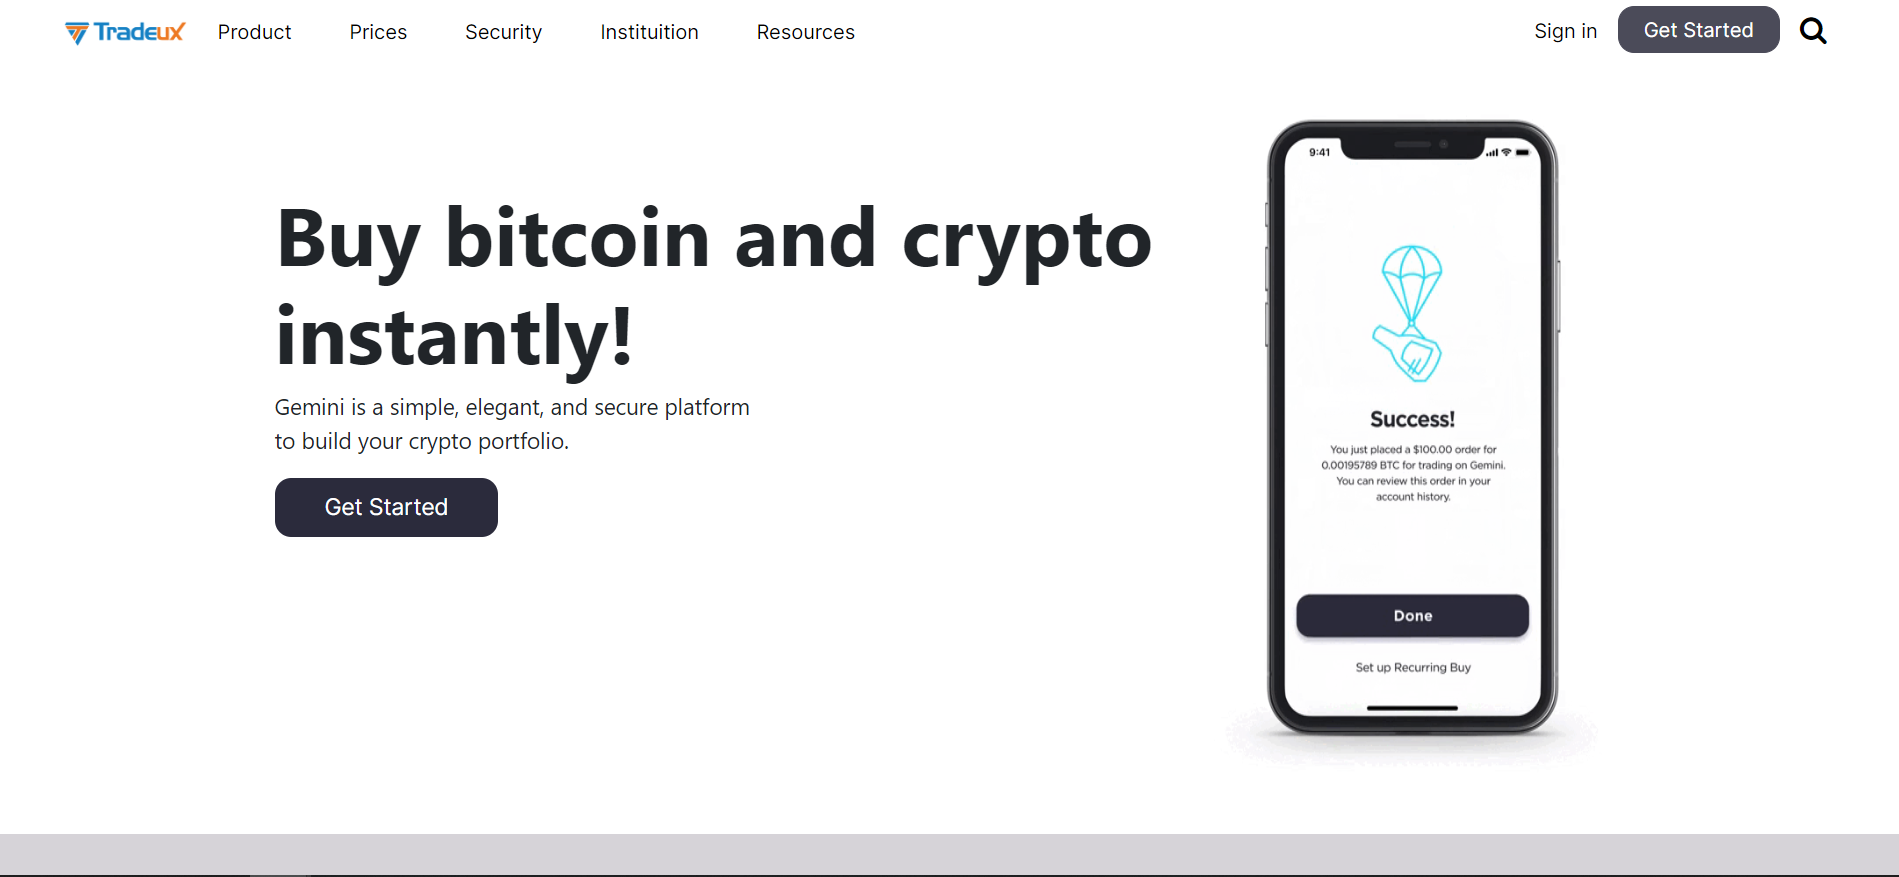 Tradeux Product Prices Security Instituition Resources Sign in Get Started
Buy bitcoin and crypto
instantly!
Gemini is a simple, elegant, and secure platform
to build your crypto portfolio.
Get Started
9:41
Success!
You just placed a $100.00 order for
0.00195789 BTC for trading on Gemini.
You can review this order in your
account history.
Done
Set up Recurring Buy